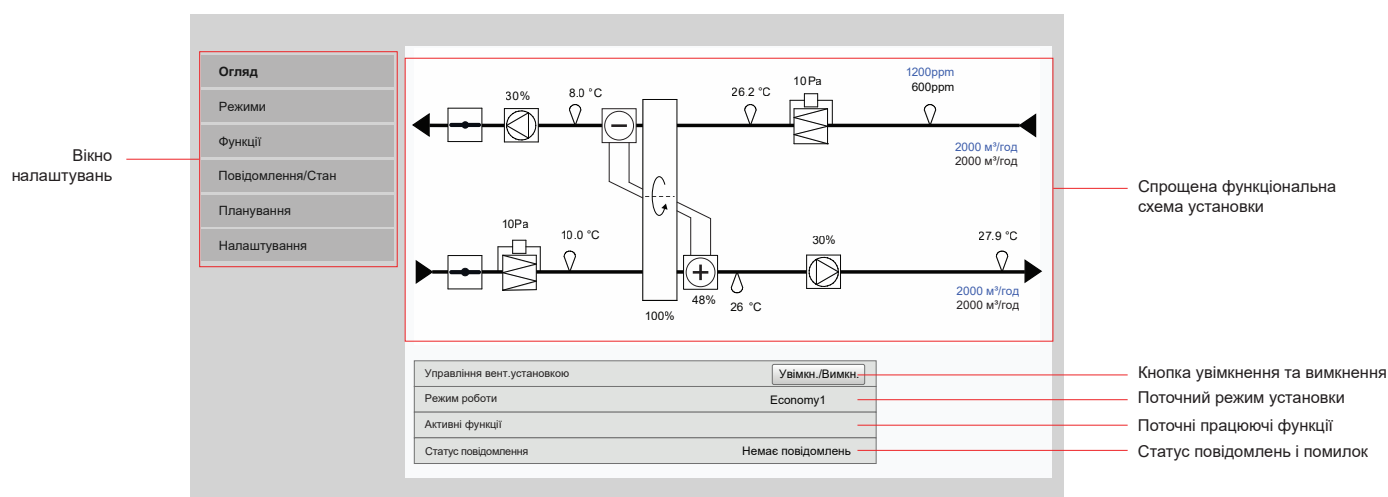 Вікно
налаштувань
Огляд
Режими
Функції
Повідомлення/Стан
Планування
Налаштування
30%
8.0 °C
26.2 °C
10Pa
1200ppm
600ppm
2000 м³/год
2000 м³/год
10Pa
10.0 °C
100%
48%
26 °C
30%
27.9 °C
2000 м³/год
2000 м³/год
Спрощена функціональна
схема установки
Управління вент.установкою
Увімкн./Вимкн.
Кнопка увімкнення та вимкнення
Режим роботи
Economy1
Поточний режим установки
Активні функції
Поточні працюючі функції
Статус повідомлення
Немає повідомлень
Статус повідомлень і помилок